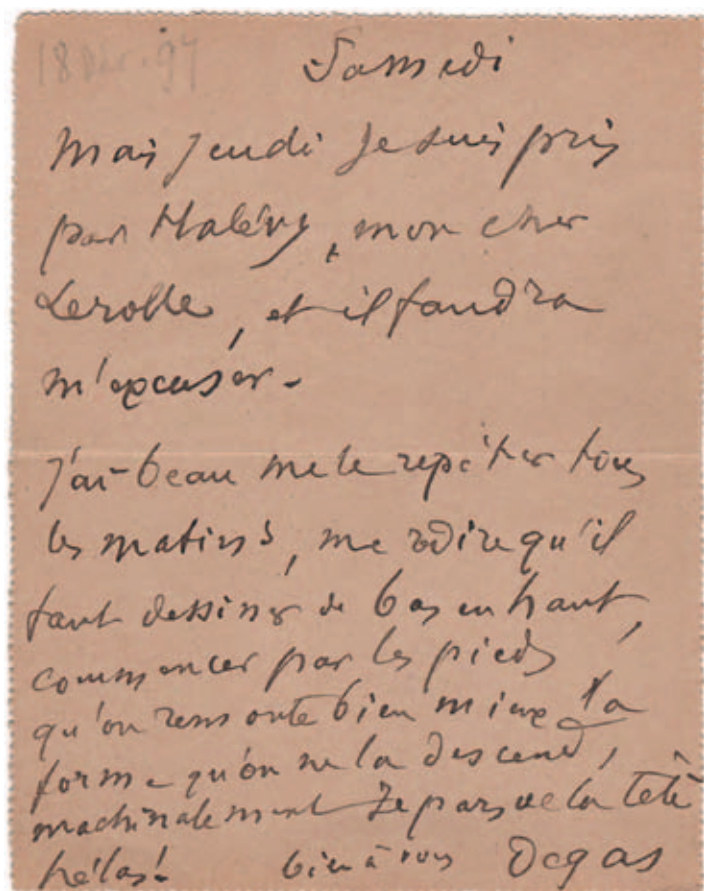 18 Déc. 97
Samedi
Mais jeudi je suis pris
par Halévy, mon cher
Lerolle, et il faudra
m'excuser -
J'ai beau me le repéter tous
les matins, me redire qu'il
faut dessiner de bas en haut,
commencer par les pieds,
qu'on remonte bien mieux la
forme qu'on ne la descend,
machinalement je pars de la tête
hélas! bien à vous Degas